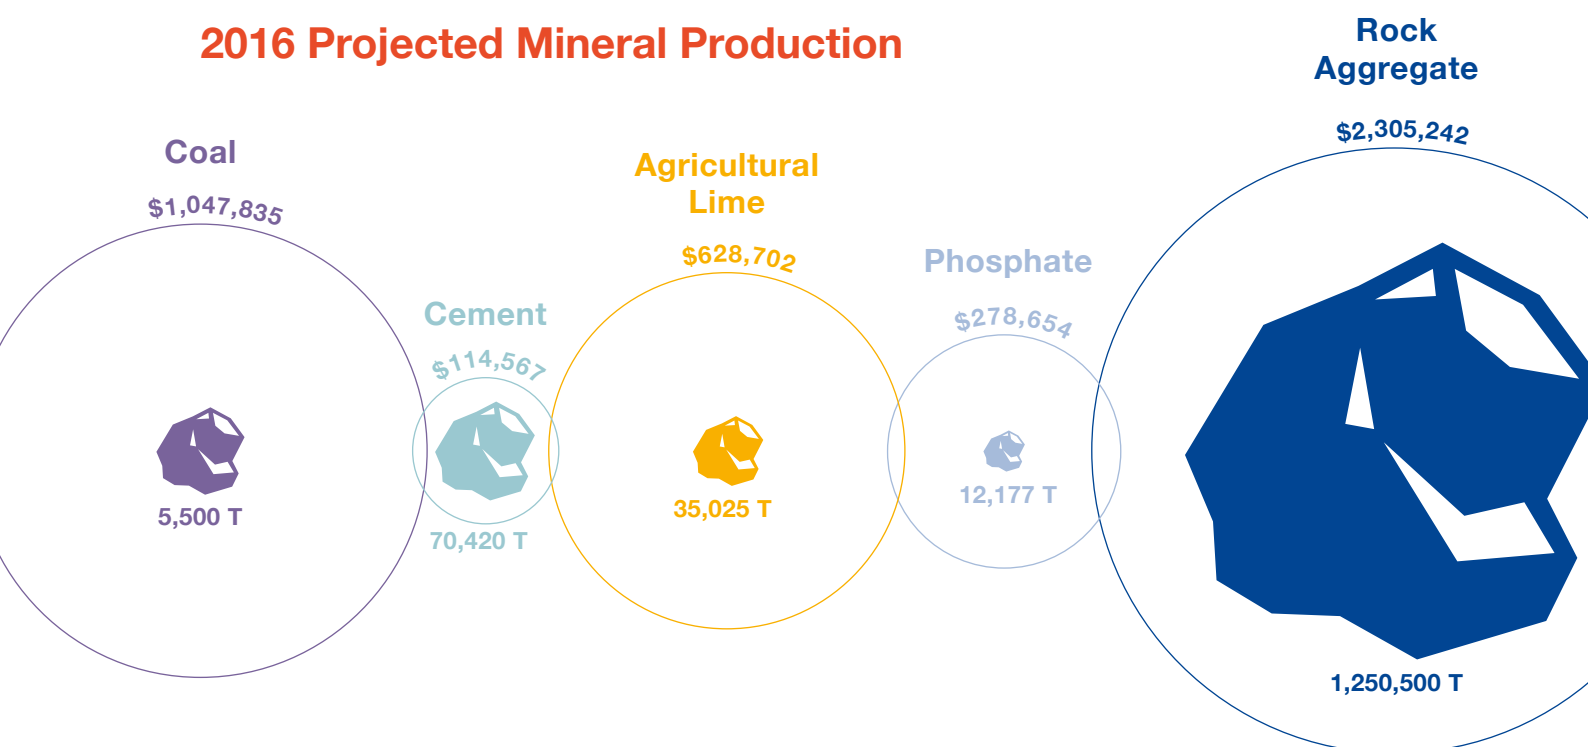 2016 Projected Mineral Production
Coal
$1,047,835
5,500 T
Cement
$114,567
70,420 T
Agricultural
Lime
$628,702
35,025 T
Phosphate
$278,654
12,177 T
Rock
Aggregate
$2,305,242
1,250,500 T